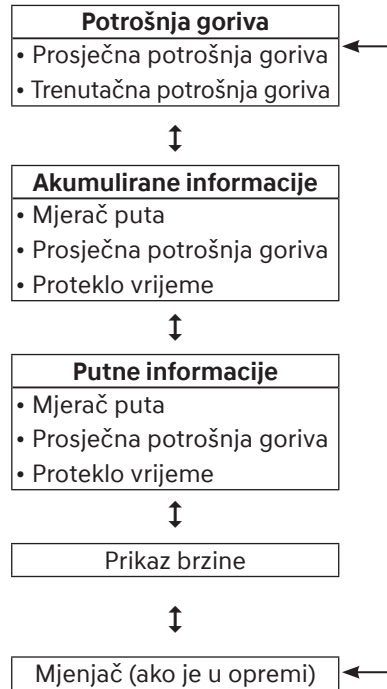 Potrošnja goriva
• Prosječna potrošnja goriva
• Trenutačna potrošnja goriva
Akumulirane informacije
• Mjerač puta
• Prosječna potrošnja goriva
• Proteklo vrijeme
Putne informacije
• Mjerač puta
• Prosječna potrošnja goriva
• Proteklo vrijeme
Prikaz brzine
Mjenjač (ako je u opremi)